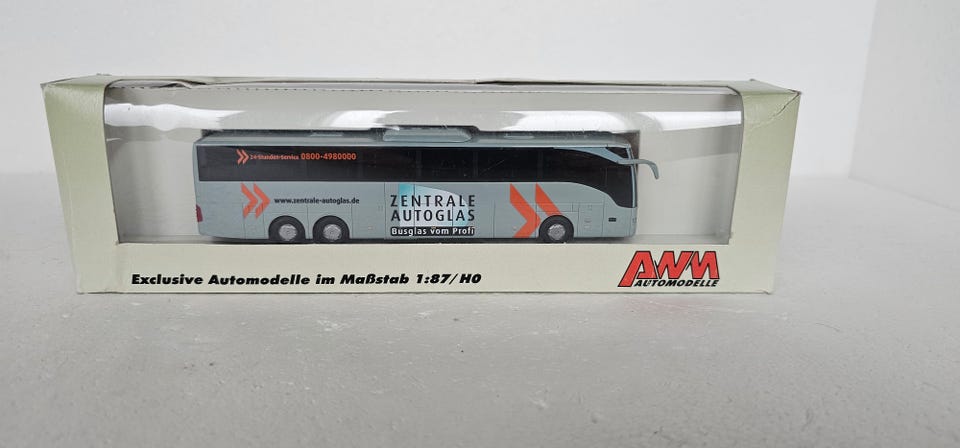 24-Stunden-Service 0800-4980000
www.zentrale-autoglas.de
ZENTRALE
AUTOGLAS
Busglas vom Profi
Exclusive Automodelle im Maßstab 1:87/H0
AWM
AUTOMODELLE